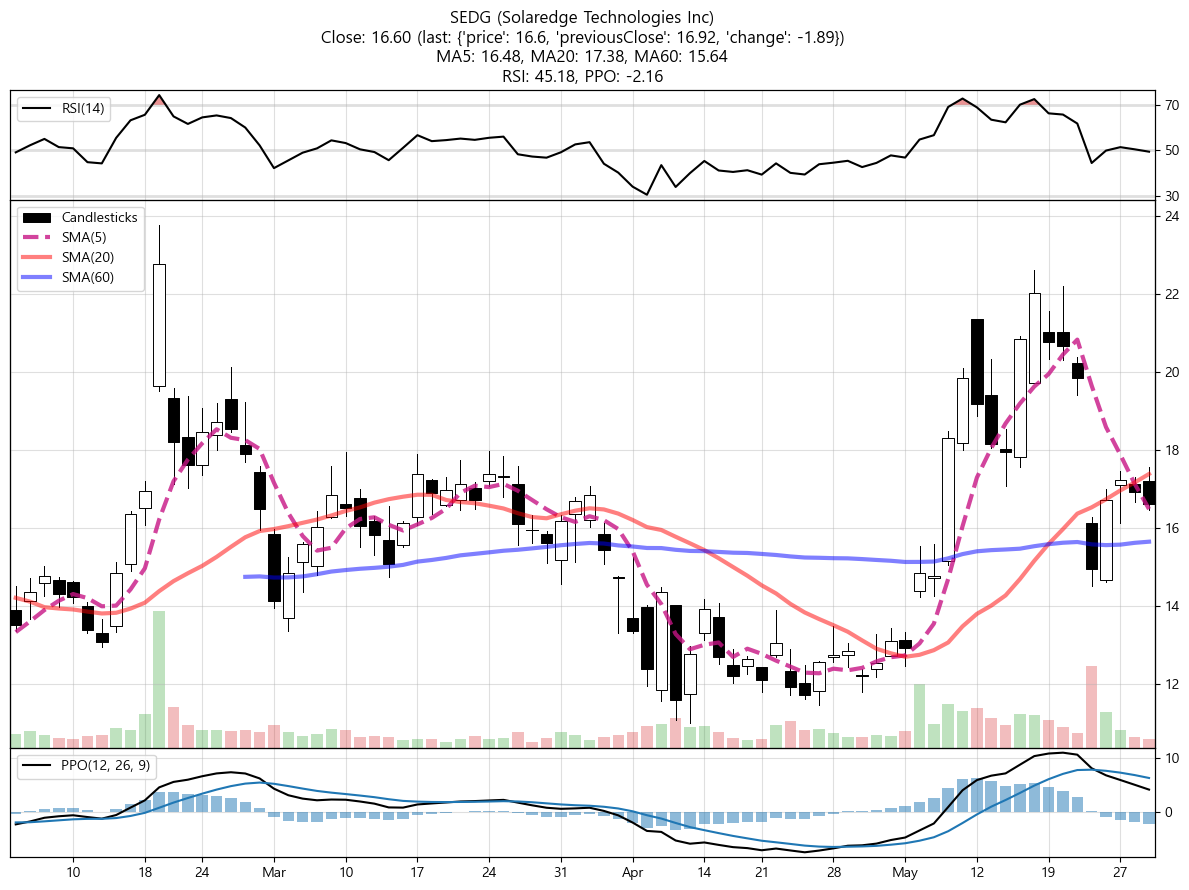 SEDG (Solaredge Technologies Inc)
Close: 16.60 (last: {'price': 16.6, 'previousClose': 16.92, 'change': -1.89})
MA5: 16.48, MA20: 17.38, MA60: 15.64
RSI: 45.18, PPO: -2.16
RSI(14)
70
50
30
Candlesticks
SMA(5)
SMA(20)
SMA(60)
24
22
20
18
16
14
12
PPO(12, 26, 9)
10
0
10 18 24 Mar 10 17 24 31 Apr 14 21 28 May 12 19 27